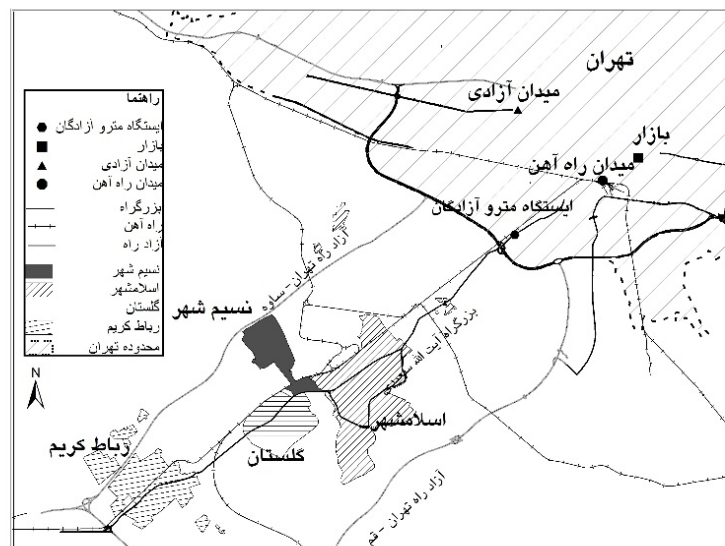 تهران
میدان آزادی
بازار
میدان راه آهن
ایستگاه مترو آزادگان
راهنما
ایستگاه مترو آزادگان
بازار
میدان آزادی
میدان راه آهن
بزرگراه
راه آهن
آزاد راه
نسیم شهر
اسلامشهر
گلستان
رباط کریم
محدوده تهران
N
آزاد راه تهران - ساوه
نسیم شهر
بزرگراه آیت الله سعیدی
اسلامشهر
رباط کریم
گلستان
آزاد راه تهران - قم